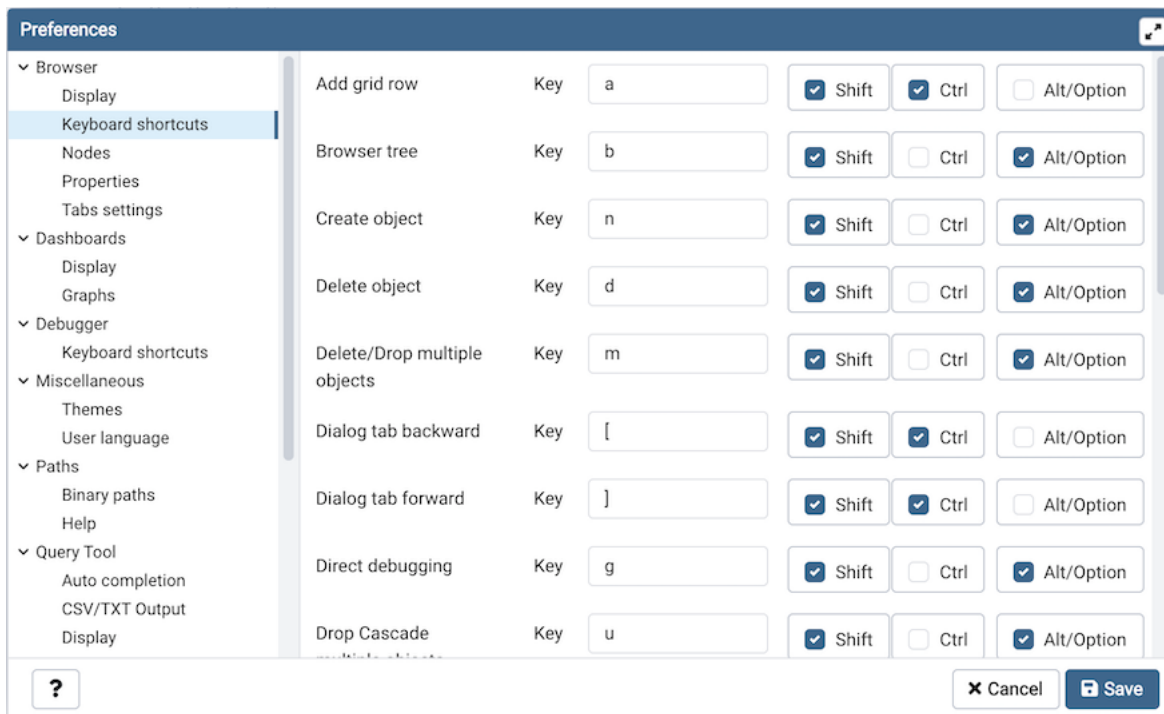 Preferences
Browser
Display
Keyboard shortcuts
Nodes
Properties
Tabs settings
Dashboards
Display
Graphs
Debugger
Keyboard shortcuts
Miscellaneous
Themes
User language
Paths
Binary paths
Help
Query Tool
Auto completion
CSV/TXT Output
Display
Add grid row Key a Shift Ctrl Alt/Option
Browser tree Key b Shift Ctrl Alt/Option
Create object Key n Shift Ctrl Alt/Option
Delete object Key d Shift Ctrl Alt/Option
Delete/Drop multiple Key m Shift Ctrl Alt/Option
objects
Dialog tab backward Key [ Shift Ctrl Alt/Option
Dialog tab forward Key ] Shift Ctrl Alt/Option
Direct debugging Key g Shift Ctrl Alt/Option
Drop Cascade Key u Shift Ctrl Alt/Option
multiple objects
? Cancel Save